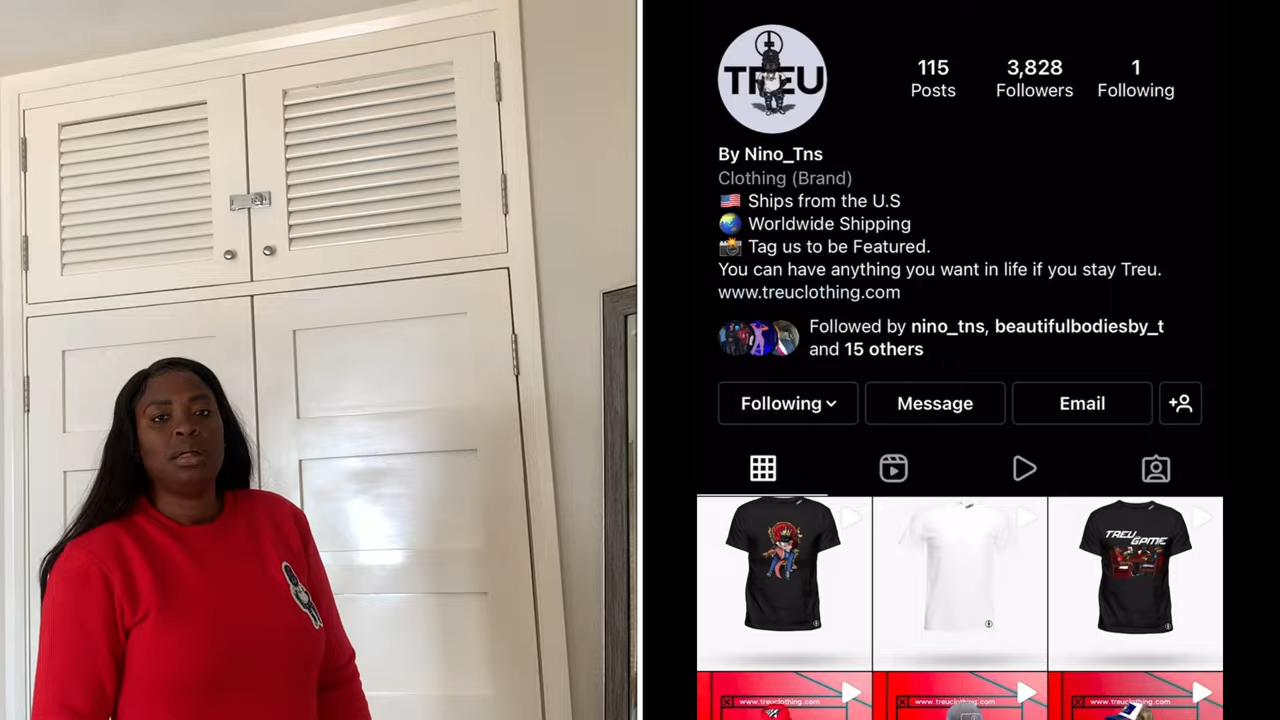 TREU
115
Posts
3,828
Followers
1
Following
By Nino_Tns
Clothing (Brand)
Ships from the U.S
Worldwide Shipping
Tag us to be Featured.
You can have anything you want in life if you stay Treu.
www.treuclothing.com
Followed by nino_tns, beautifulbodiesby_t
and 15 others
Following
Message
Email
TREU
GAME
www.treuclothing.com
www.treuclothing.com
www.treuclothing.com